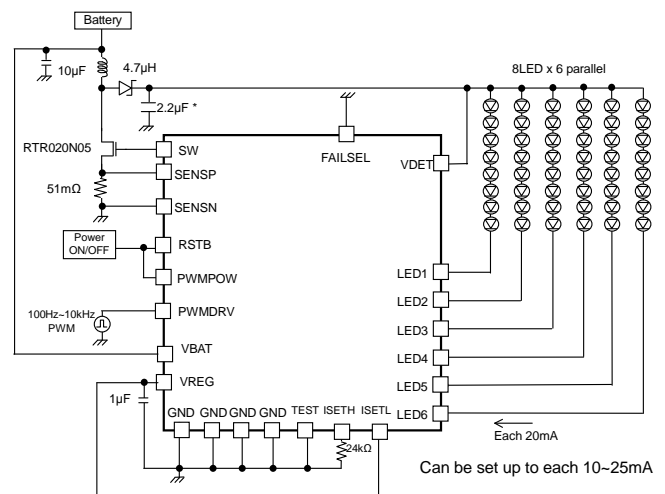 Battery
10μF
4.7μH
2.2μF *
8LED x 6 parallel
RTR020N05
51mΩ
SW
SENSP
SENSN
FAILSEL
VDET
Power
ON/OFF
RSTB
PWMPOW
100Hz~10kHz
PWM
PWMDRV
VBAT
VREG
1μF
LED1
LED2
LED3
LED4
LED5
LED6
GND
GND
GND
GND
TEST
ISETH
ISETL
24kΩ
Each 20mA
Can be set up to each 10~25mA